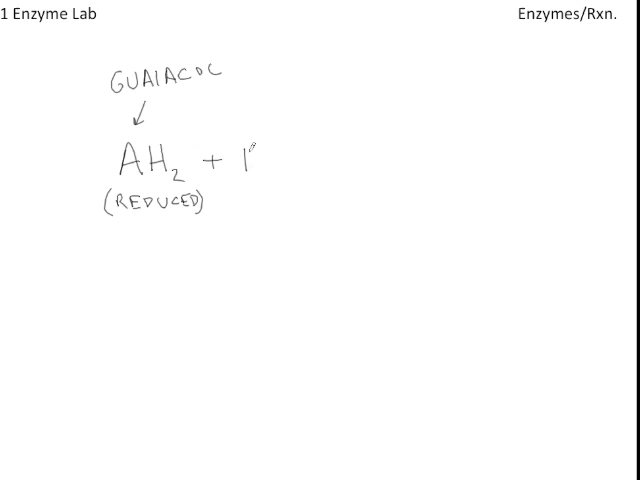 1 Enzyme Lab
Enzymes/Rxn.
GUAIACOL
↙
AH₂ +
(REDUCED)